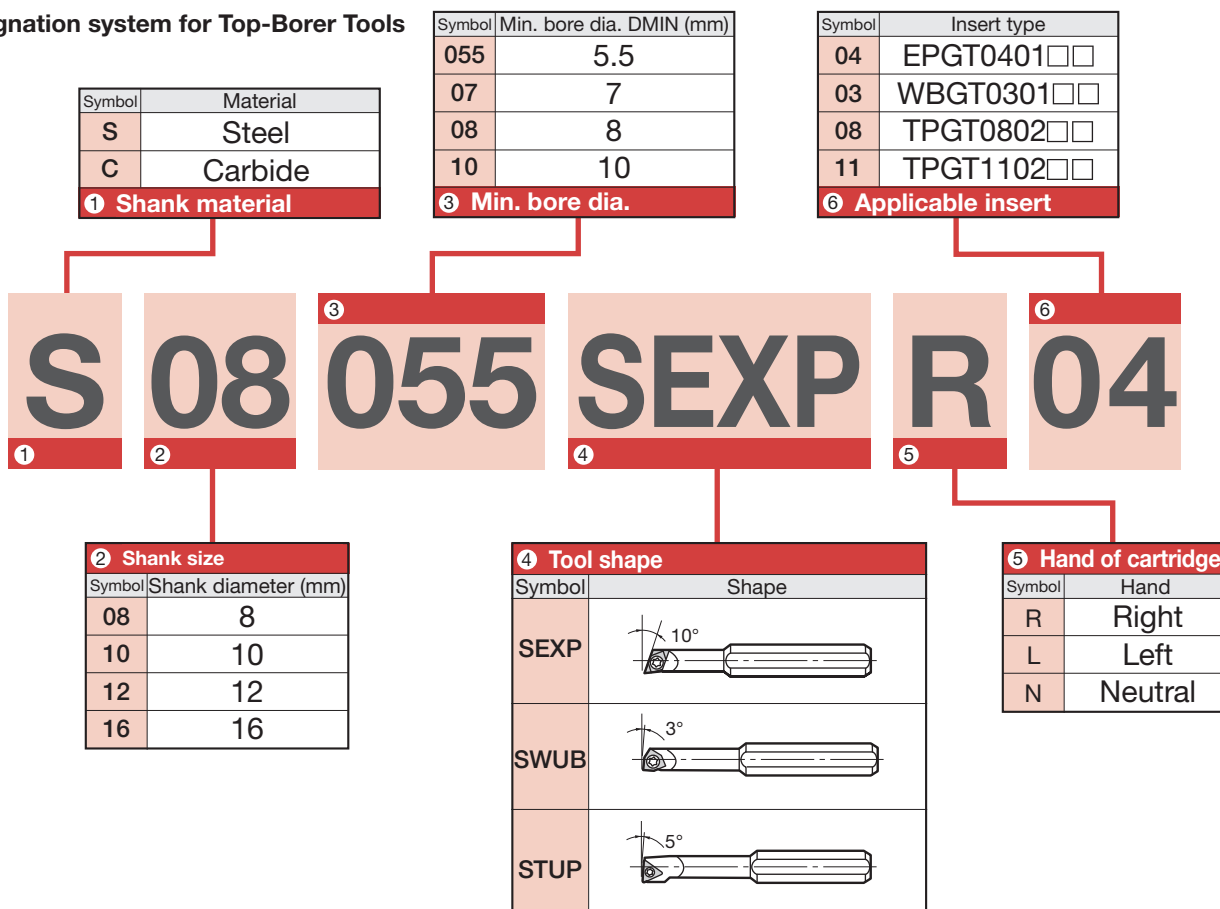 gnation system for Top-Borer Tools
Symbol Material
S Steel
C Carbide
① Shank material
Symbol Min. bore dia. DMIN (mm)
055 5.5
07 7
08 8
10 10
③ Min. bore dia.
Symbol Insert type
04 EPGT0401□□
03 WBGT0301□□
08 TPGT0802□□
11 TPGT1102□□
⑥ Applicable insert
③ ⑥
S 08 055 SEXP R 04
① ② ④ ⑤
② Shank size
Symbol Shank diameter (mm)
08 8
10 10
12 12
16 16
④ Tool shape
Symbol Shape
SEXP 10°
SWUB 3°
STUP 5°
⑤ Hand of cartridge
Symbol Hand
R Right
L Left
N Neutral